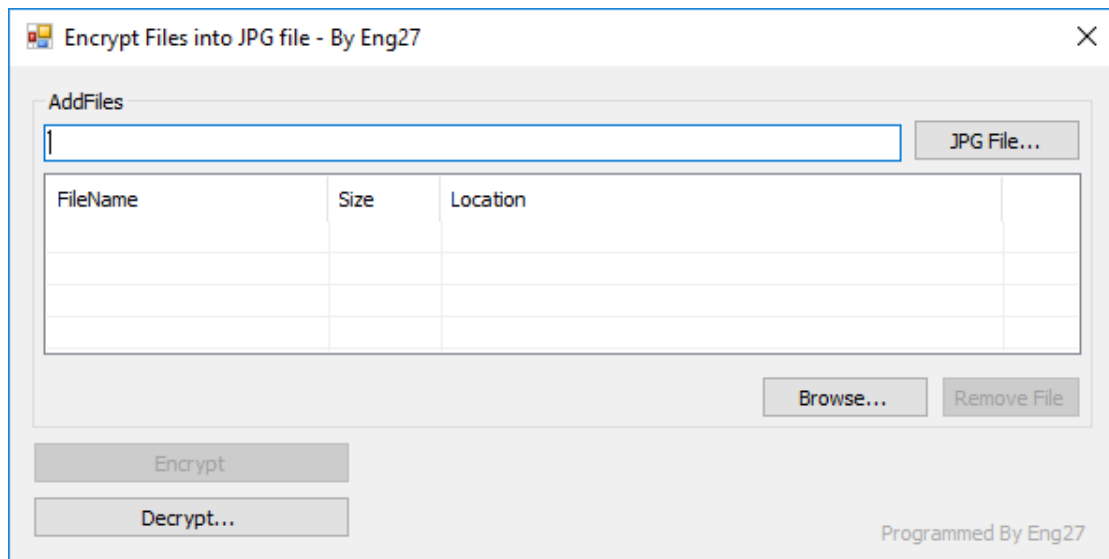 Encrypt Files into JPG file - By Eng27
AddFiles
JPG File...
FileName Size Location
Browse... Remove File
Encrypt
Decrypt...
Programmed By Eng27